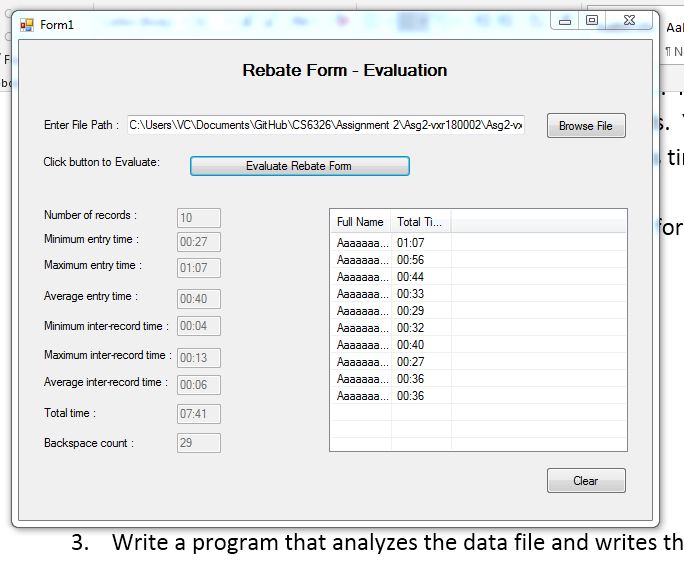 Form1
Rebate Form - Evaluation
Enter File Path : C:\Users\VC\Documents\GitHub\CS6326\Assignment 2\Asg2-vxr180002\Asg2-vx Browse File
Click button to Evaluate: Evaluate Rebate Form
Number of records : 10
Minimum entry time : 00:27
Maximum entry time : 01:07
Average entry time : 00:40
Minimum inter-record time : 00:04
Maximum inter-record time : 00:13
Average inter-record time : 00:06
Total time : 07:41
Backspace count : 29
Full Name Total Ti...
Aaaaaaa... 01:07
Aaaaaaa... 00:56
Aaaaaaa... 00:44
Aaaaaaa... 00:33
Aaaaaaa... 00:29
Aaaaaaa... 00:32
Aaaaaaa... 00:40
Aaaaaaa... 00:27
Aaaaaaa... 00:36
Aaaaaaa... 00:36
Clear
3. Write a program that analyzes the data file and writes th